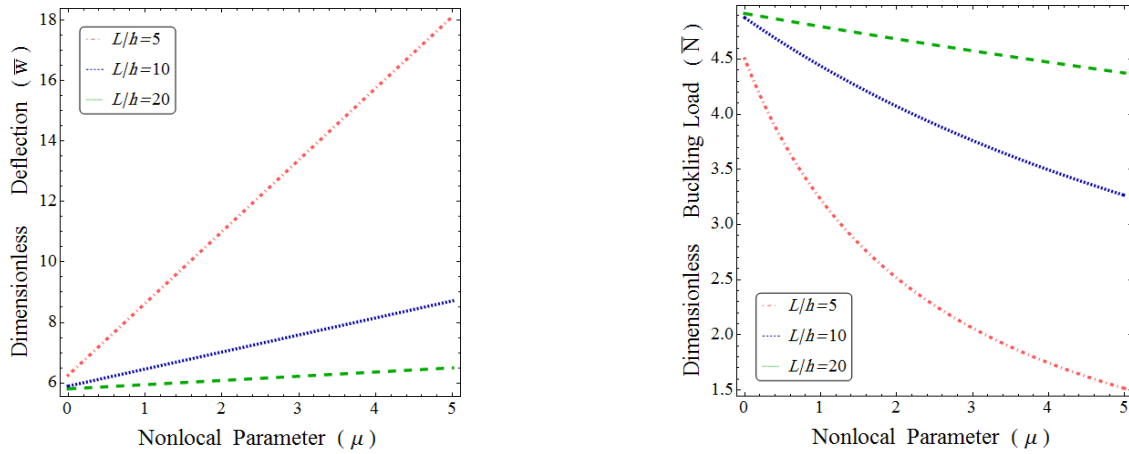 Dimensionless Deflection ( w̅ )
18
16
14
12
10
8
6
L/h=5
L/h=10
L/h=20
0 1 2 3 4 5
Nonlocal Parameter ( μ )
Dimensionless Buckling Load ( N̅ )
4.5
4.0
3.5
3.0
2.5
2.0
1.5
L/h=5
L/h=10
L/h=20
0 1 2 3 4 5
Nonlocal Parameter ( μ )